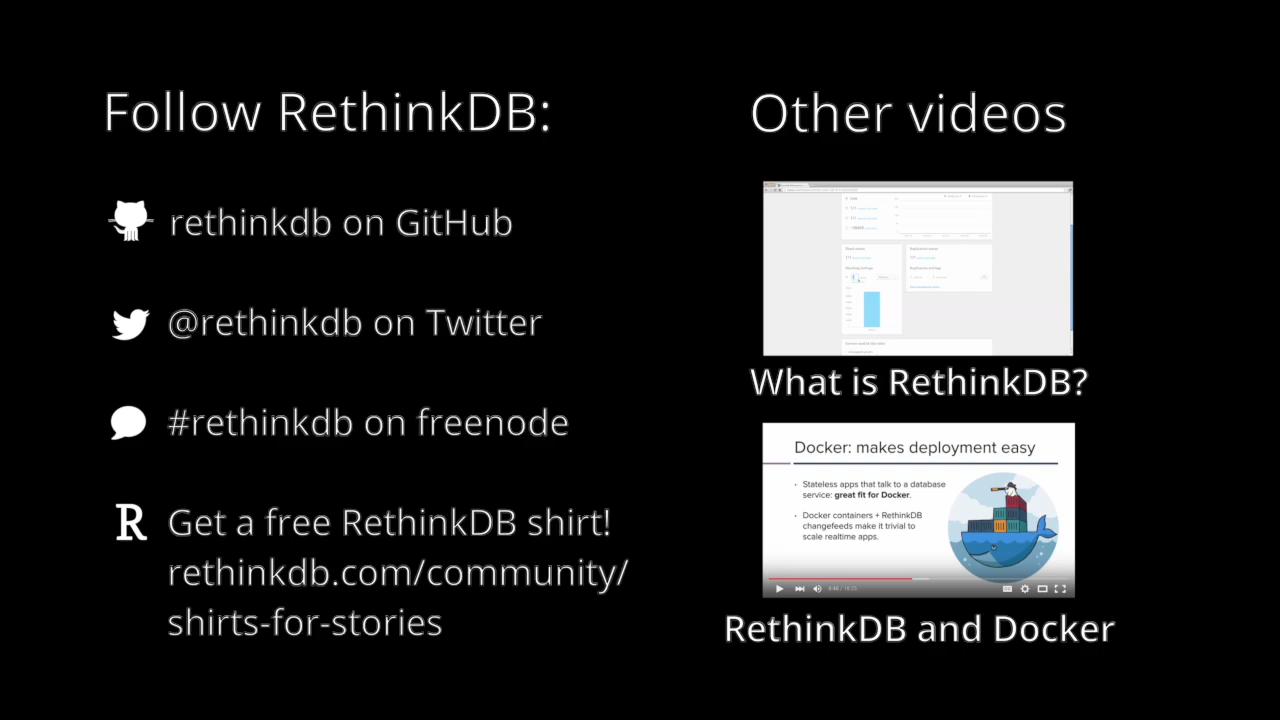 Follow RethinkDB:
rethinkdb on GitHub
@rethinkdb on Twitter
#rethinkdb on freenode
R Get a free RethinkDB shirt!
rethinkdb.com/community/
shirts-for-stories
Other videos
What is RethinkDB?
Docker: makes deployment easy
· Stateless apps that talk to a database
service: great fit for Docker.
· Docker containers + RethinkDB
changefeeds make it trivial to
scale realtime apps.
RethinkDB and Docker